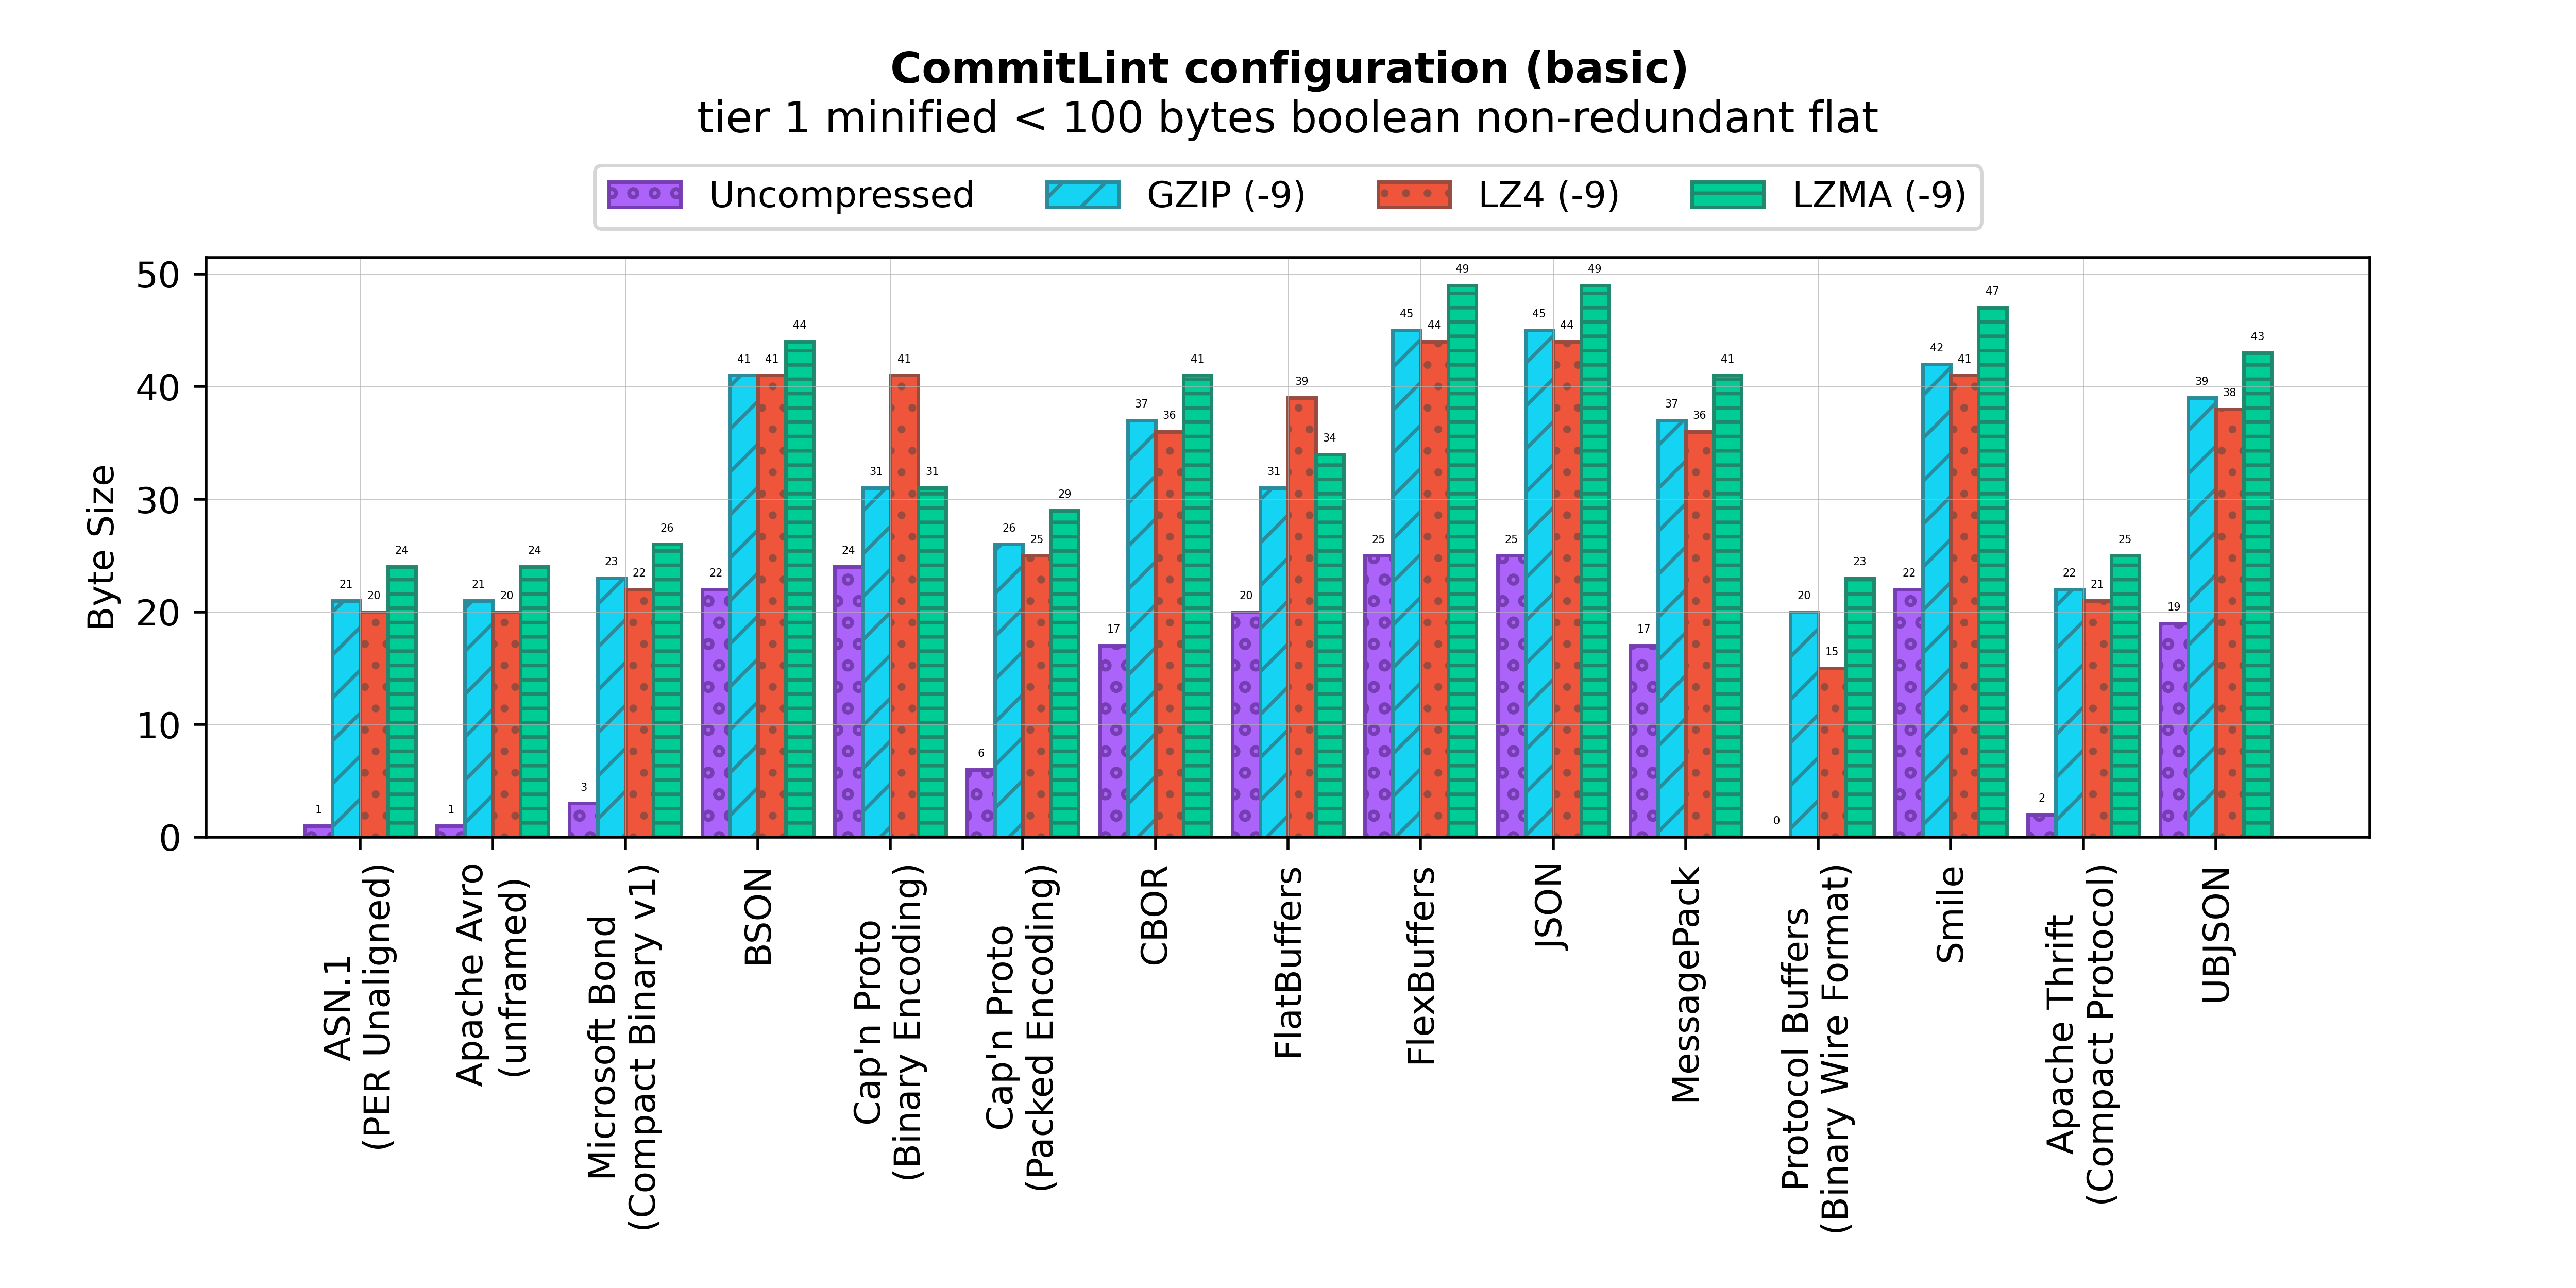 CommitLint configuration (basic)
tier 1 minified < 100 bytes boolean non-redundant flat
Uncompressed GZIP (-9) LZ4 (-9) LZMA (-9)
Byte Size
50
40
30
20
10
0
1 21 20 24
1 21 20 24
3 23 22 26
22 41 41 44
24 31 41 31
6 26 25 29
17 37 36 41
20 31 39 34
25 45 44 49
25 45 44 49
17 37 36 41
0 20 15 23
22 42 41 47
2 22 21 25
19 39 38 43
ASN.1
(PER Unaligned)
Apache Avro
(unframed)
Microsoft Bond
(Compact Binary v1)
BSON
Cap'n Proto
(Binary Encoding)
Cap'n Proto
(Packed Encoding)
CBOR
FlatBuffers
FlexBuffers
JSON
MessagePack
Protocol Buffers
(Binary Wire Format)
Smile
Apache Thrift
(Compact Protocol)
UBJSON